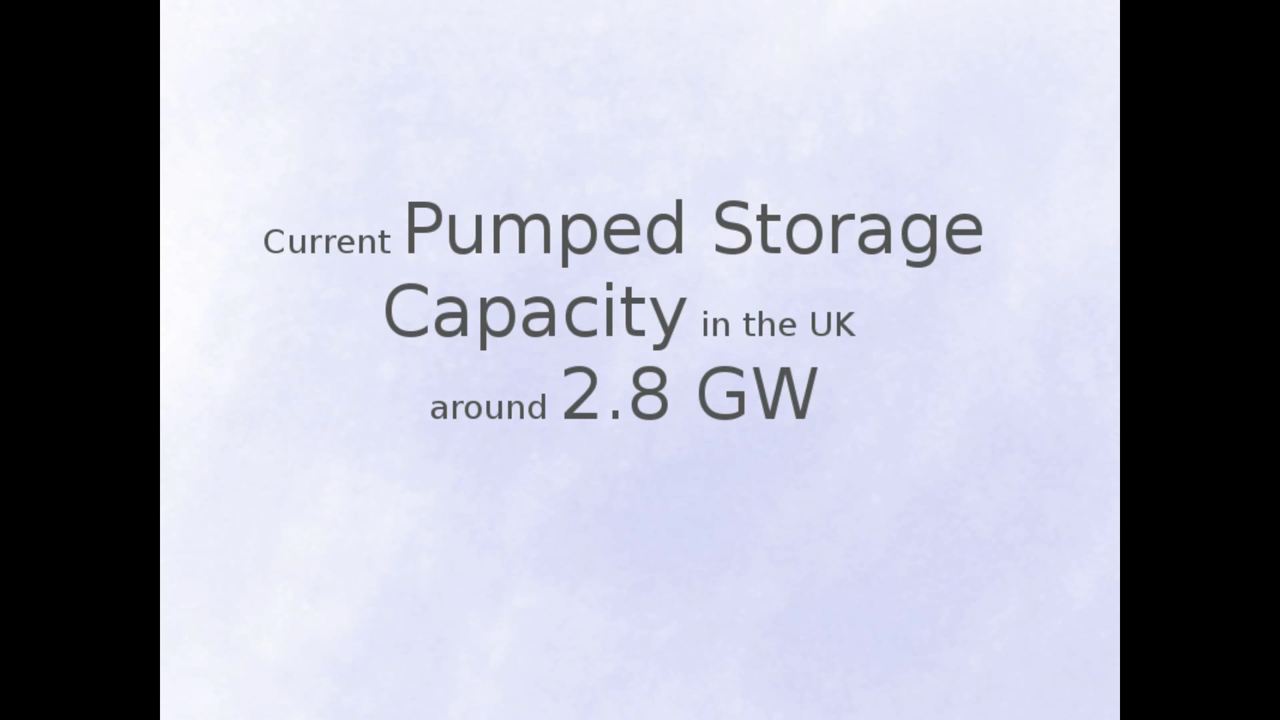 Current Pumped Storage
Capacity in the UK
around 2.8 GW